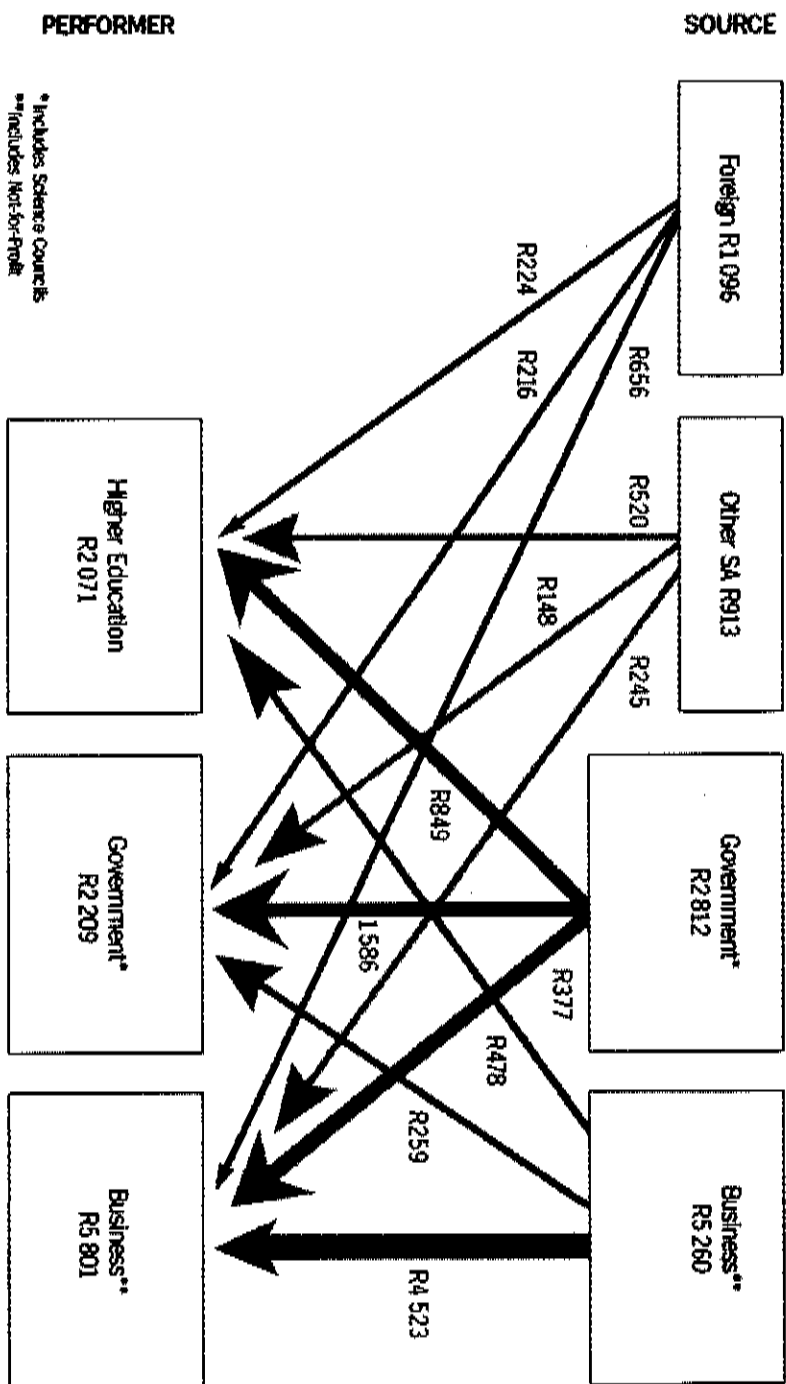 SOURCE
Foreign R1 096
Other SA R913
Government*
R2 812
Business**
R5 260
R224
R216
R656
R520
R148
R245
R849
1 586
R377
R478
R259
R4 523
PERFORMER
Higher Education
R2 071
Government*
R2 209
Business**
R5 801
*Includes Science Councils
**Includes Not-for-Profit